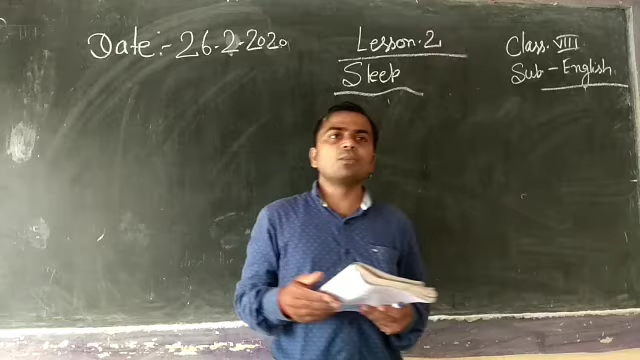 Date:- 26-2-2020
Lesson.2
Sleep
Class. VIII
Sub - English.